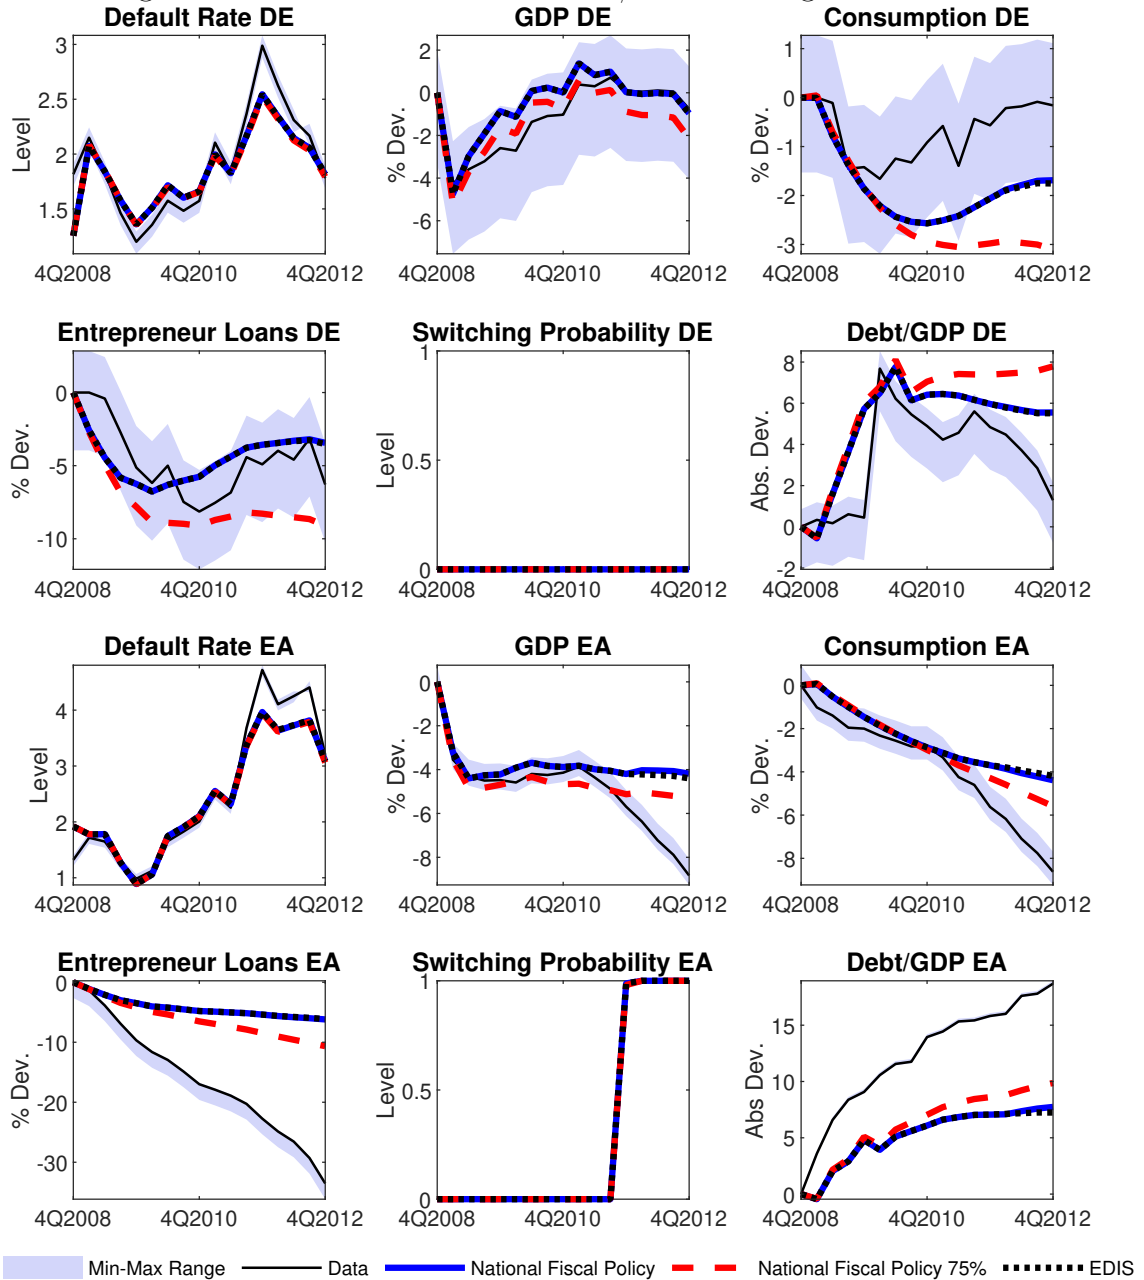 Default Rate DE
GDP DE
Consumption DE
Level
3
2.5
2
1.5
4Q2008 4Q2010 4Q2012
% Dev.
2
0
-2
-4
-6
4Q2008 4Q2010 4Q2012
% Dev.
1
0
-1
-2
-3
4Q2008 4Q2010 4Q2012
Entrepreneur Loans DE
Switching Probability DE
Debt/GDP DE
% Dev.
0
-5
-10
4Q2008 4Q2010 4Q2012
Level
1
0.5
0
4Q2008 4Q2010 4Q2012
Abs. Dev.
8
6
4
2
0
-2
4Q2008 4Q2010 4Q2012
Default Rate EA
GDP EA
Consumption EA
Level
4
3
2
1
4Q2008 4Q2010 4Q2012
% Dev.
0
-2
-4
-6
-8
4Q2008 4Q2010 4Q2012
% Dev.
0
-2
-4
-6
-8
4Q2008 4Q2010 4Q2012
Entrepreneur Loans EA
Switching Probability EA
Debt/GDP EA
% Dev.
0
-10
-20
-30
4Q2008 4Q2010 4Q2012
Level
1
0.5
0
4Q2008 4Q2010 4Q2012
Abs Dev.
15
10
5
0
4Q2008 4Q2010 4Q2012
Min-Max Range Data National Fiscal Policy National Fiscal Policy 75% EDIS